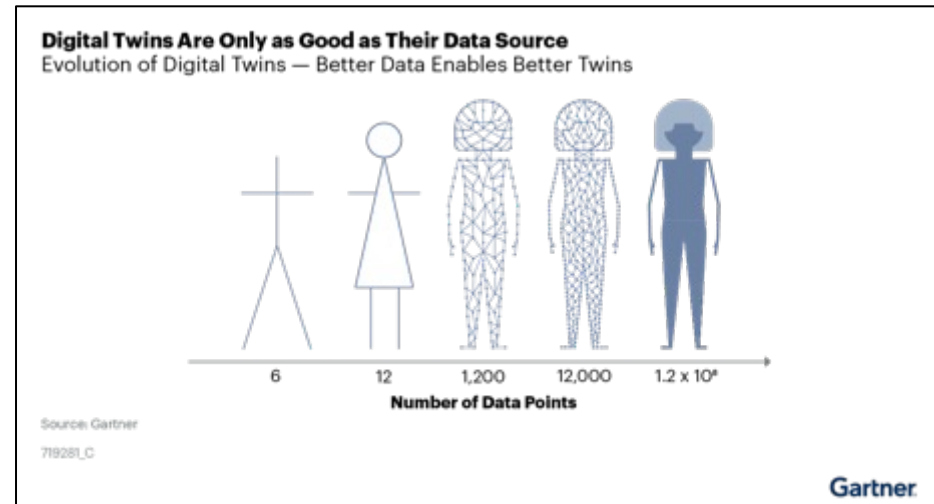 Digital Twins Are Only as Good as Their Data Source
Evolution of Digital Twins — Better Data Enables Better Twins
6 12 1,200 12,000 1.2 x 10⁸
Number of Data Points
Source: Gartner
719281_C
Gartner